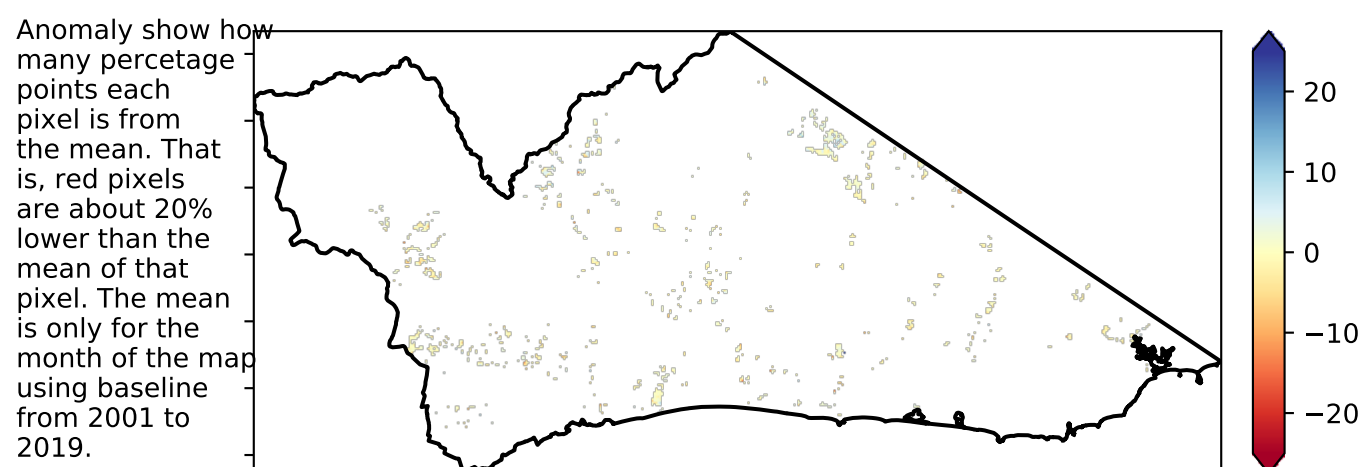 Anomaly show how
many percetage
points each
pixel is from
the mean. That
is, red pixels
are about 20%
lower than the
mean of that
pixel. The mean
is only for the
month of the map
using baseline
from 2001 to
2019.
20
10
0
−10
−20